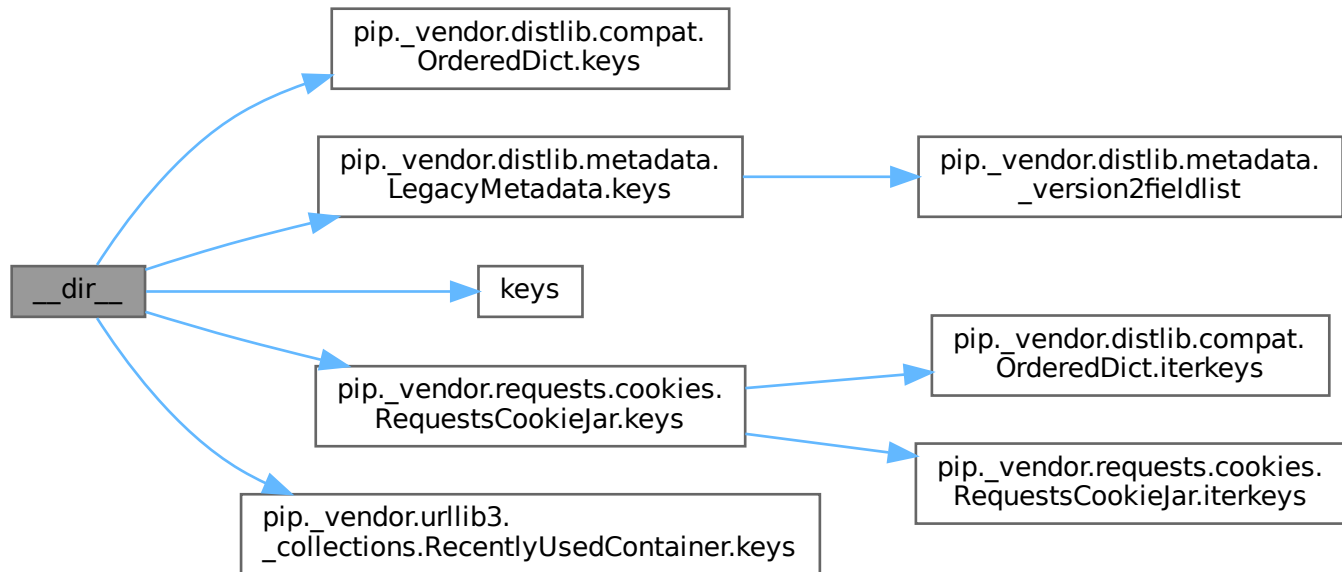 pip._vendor.distlib.compat.
OrderedDict.keys
pip._vendor.distlib.metadata.
LegacyMetadata.keys
pip._vendor.distlib.metadata.
_version2fieldlist
__dir__
keys
pip._vendor.distlib.compat.
OrderedDict.iterkeys
pip._vendor.requests.cookies.
RequestsCookieJar.keys
pip._vendor.requests.cookies.
RequestsCookieJar.iterkeys
pip._vendor.urllib3.
_collections.RecentlyUsedContainer.keys